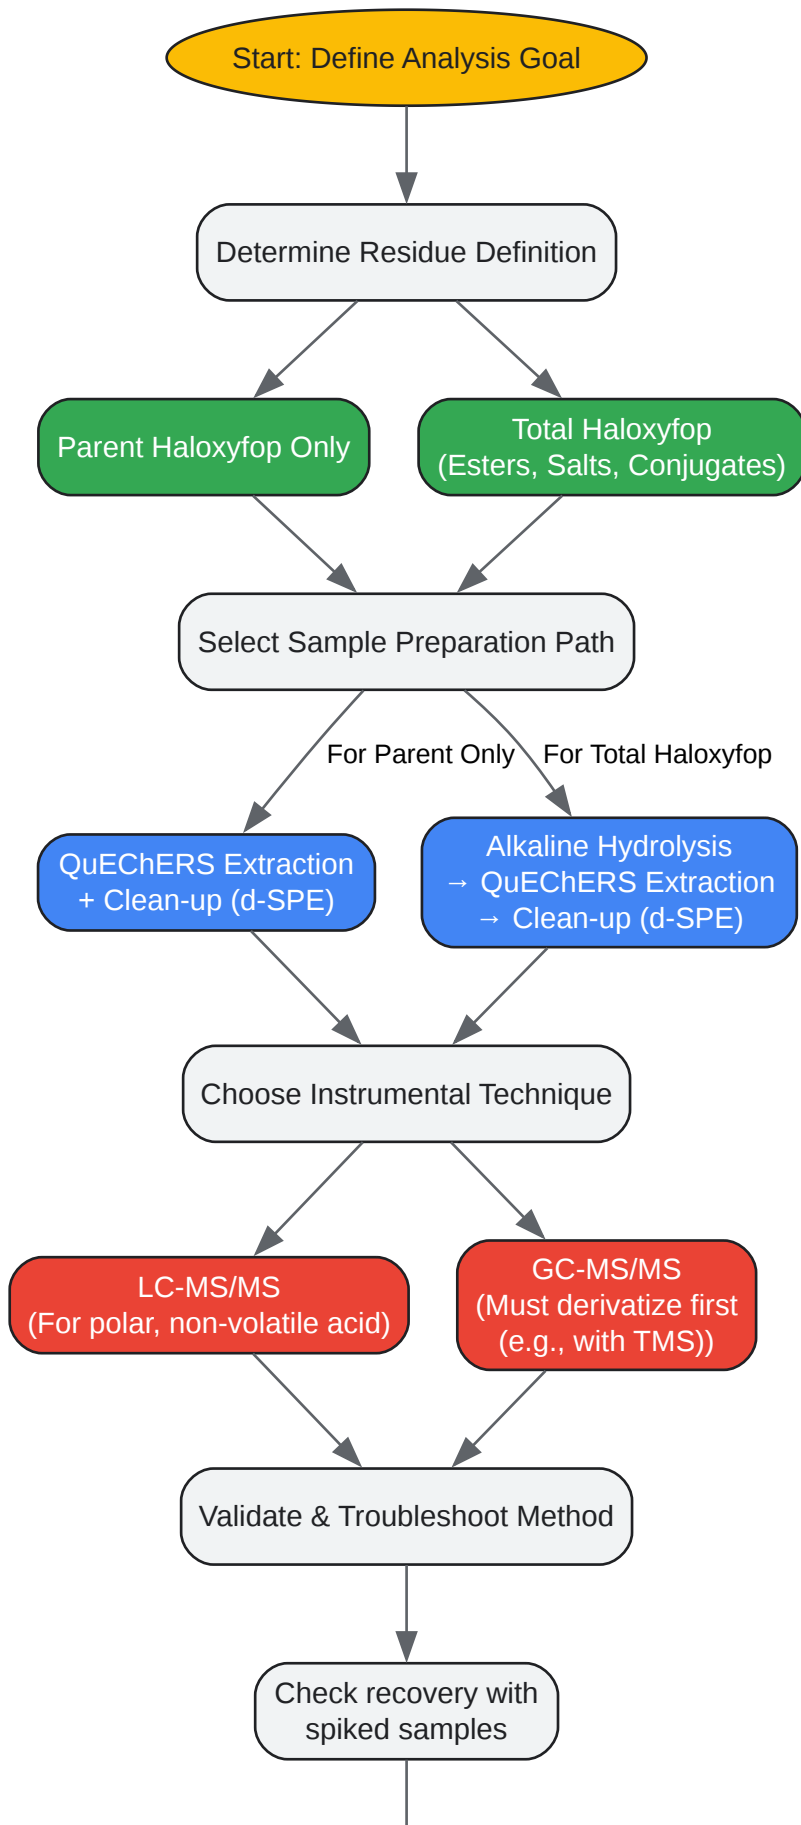 Start: Define Analysis Goal
Determine Residue Definition
Parent Haloxyfop Only
Total Haloxyfop
(Esters, Salts, Conjugates)
Select Sample Preparation Path
For Parent Only
For Total Haloxyfop
QuEChERS Extraction
+ Clean-up (d-SPE)
Alkaline Hydrolysis
→ QuEChERS Extraction
→ Clean-up (d-SPE)
Choose Instrumental Technique
LC-MS/MS
(For polar, non-volatile acid)
GC-MS/MS
(Must derivatize first
(e.g., with TMS))
Validate & Troubleshoot Method
Check recovery with
spiked samples